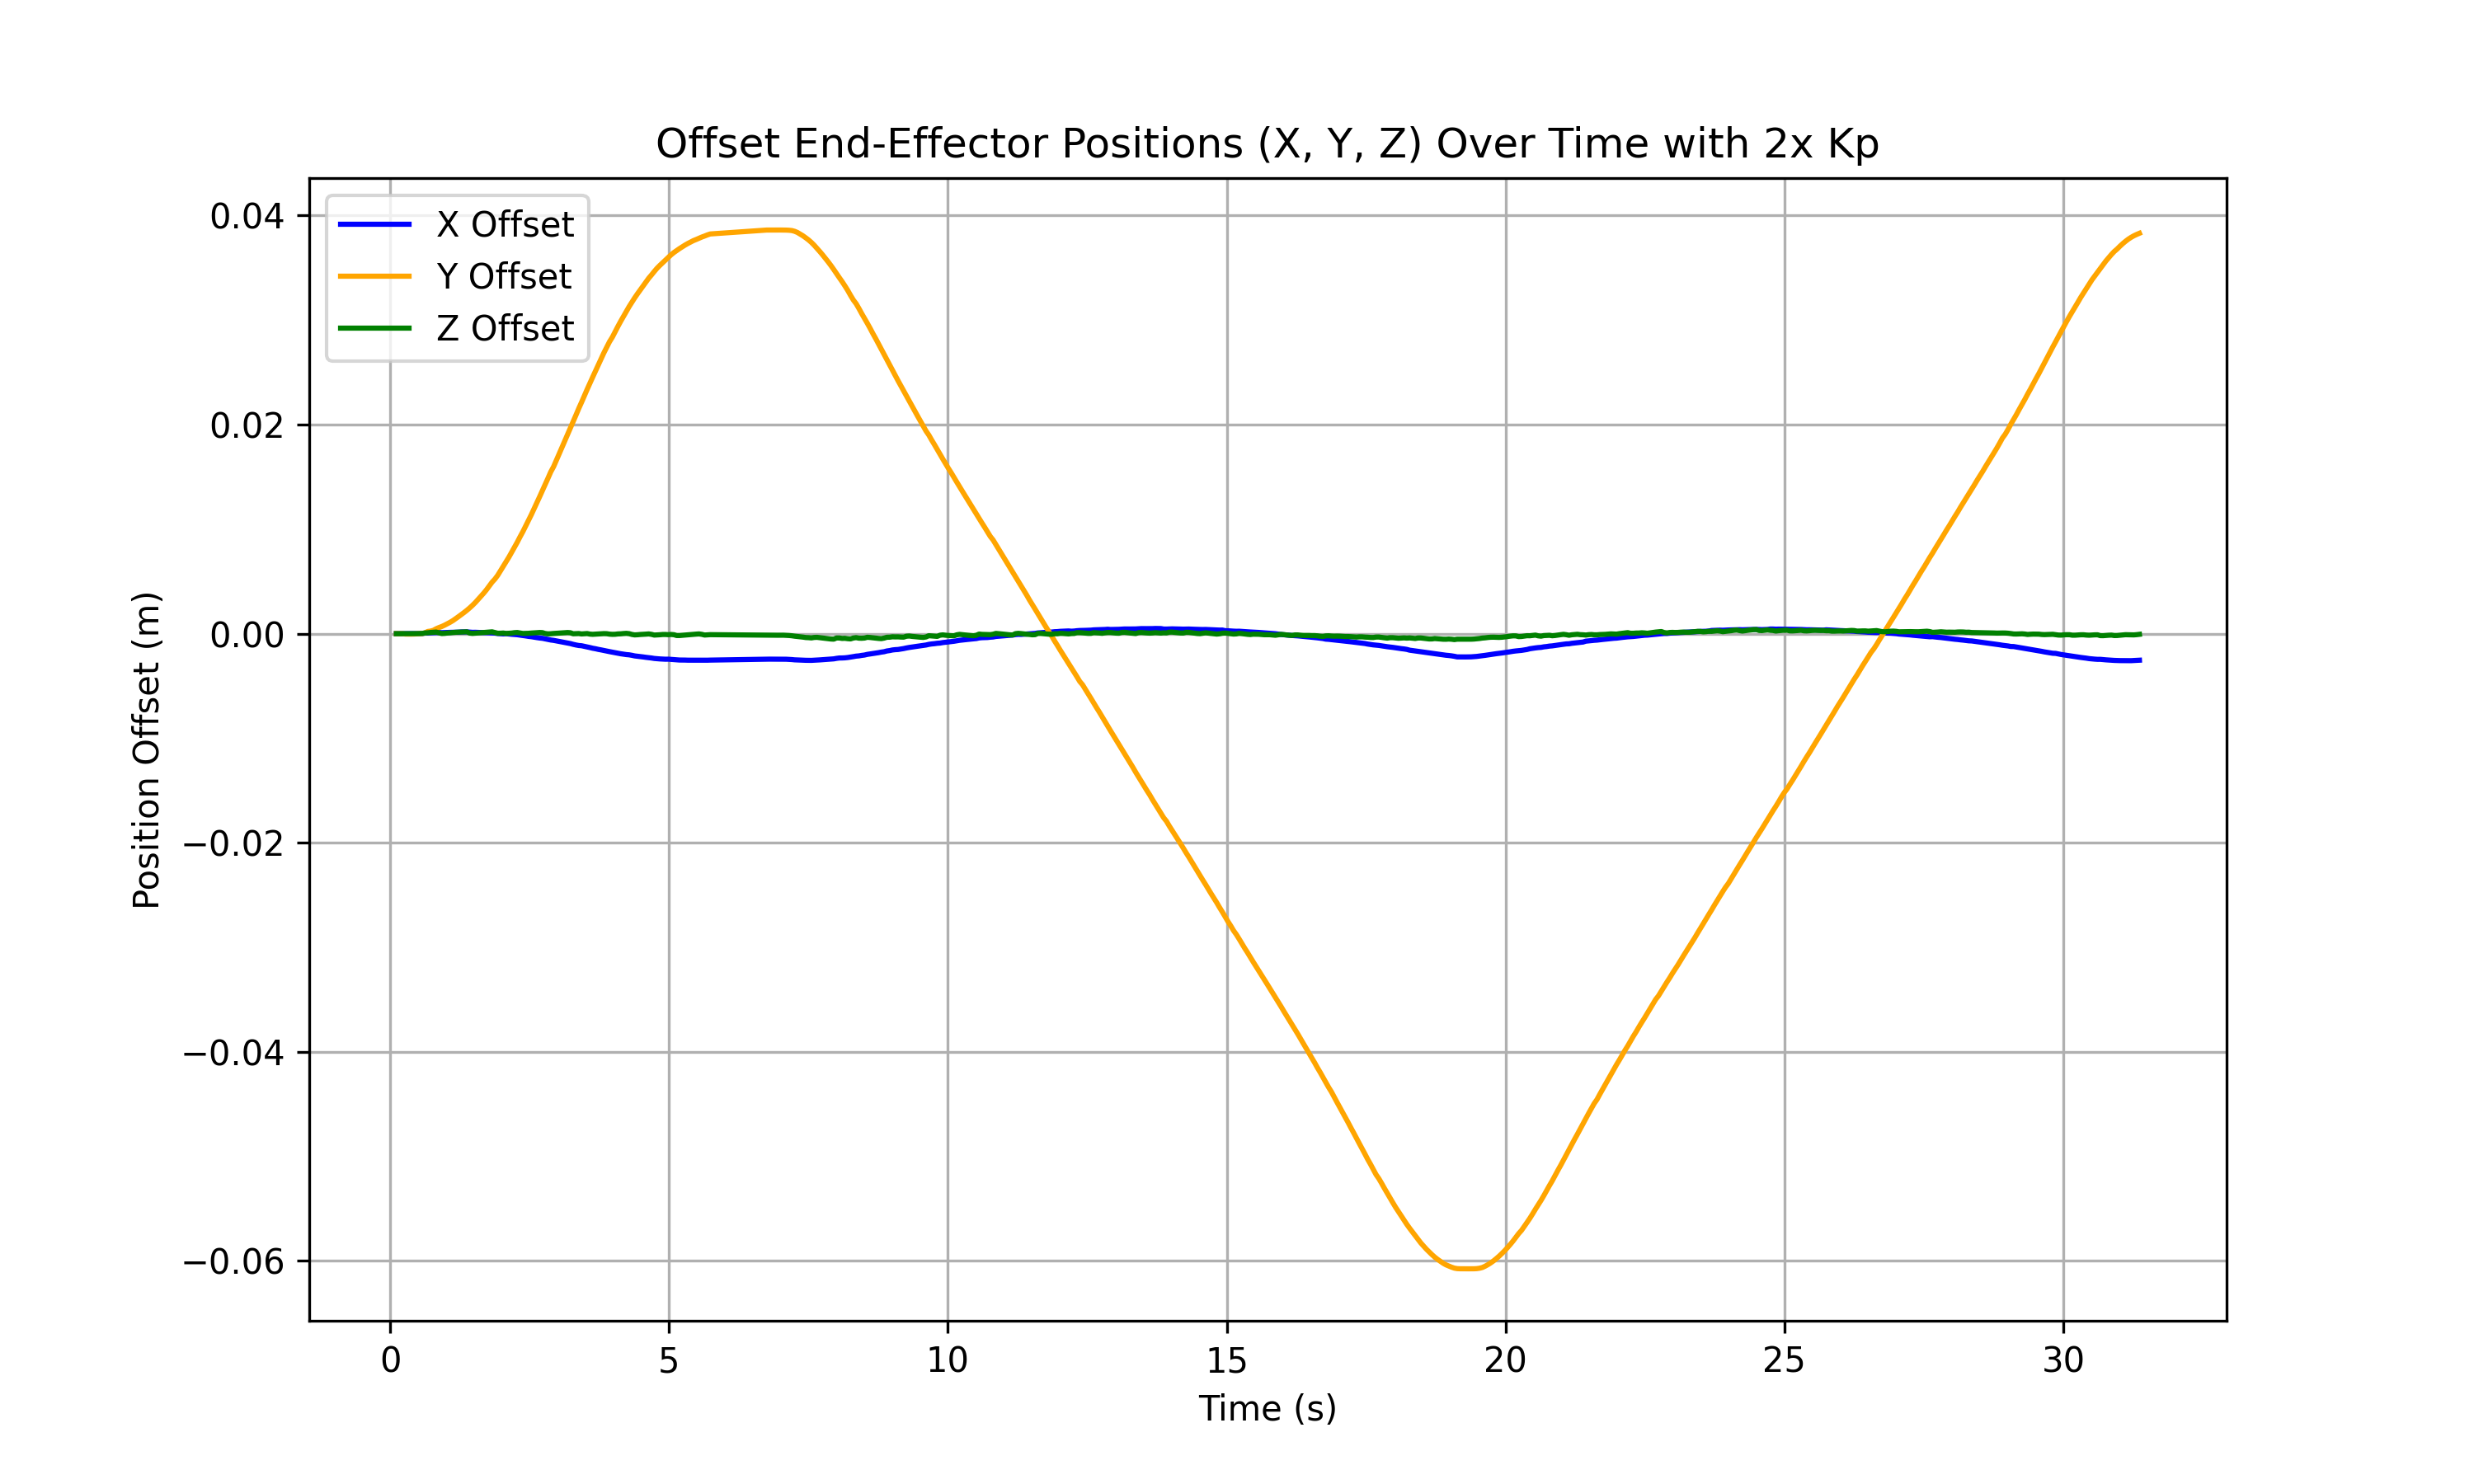 Offset End-Effector Positions (X, Y, Z) Over Time with 2x Kp
X Offset
Y Offset
Z Offset
0.04
0.02
0.00
−0.02
−0.04
−0.06
Position Offset (m)
0 5 10 15 20 25 30
Time (s)